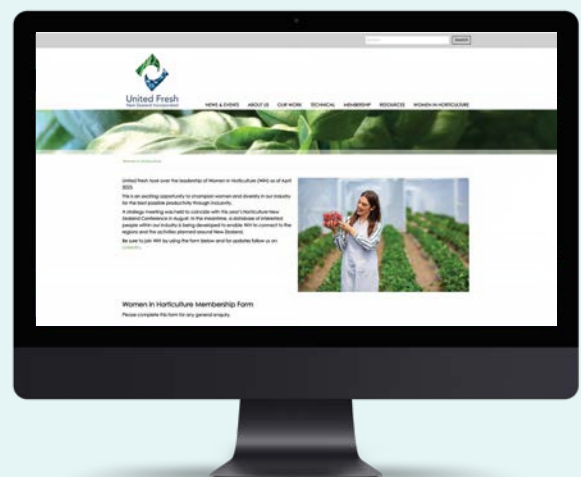 SEARCH
United Fresh
New Zealand Incorporated
NEWS & EVENTS ABOUT US OUR WORK TECHNICAL MEMBERSHIP RESOURCES WOMEN IN HORTICULTURE
Women in Horticulture
United Fresh took over the leadership of Women in Horticulture (WiH) as of April
This is an exciting opportunity to champion women and diversity in our industry
for the best possible productivity through inclusivity.
A strategy meeting was held to coincide with this year's Horticulture New
Zealand Conference in August. In the meantime, a database of interested
people within our industry is being developed to enable WiH to connect to the
regions and the activities planned around New Zealand.
Be sure to join WiH by using the form below and for updates follow us on
LinkedIn.
Women in Horticulture Membership Form
Please complete this form for any general enquiry.